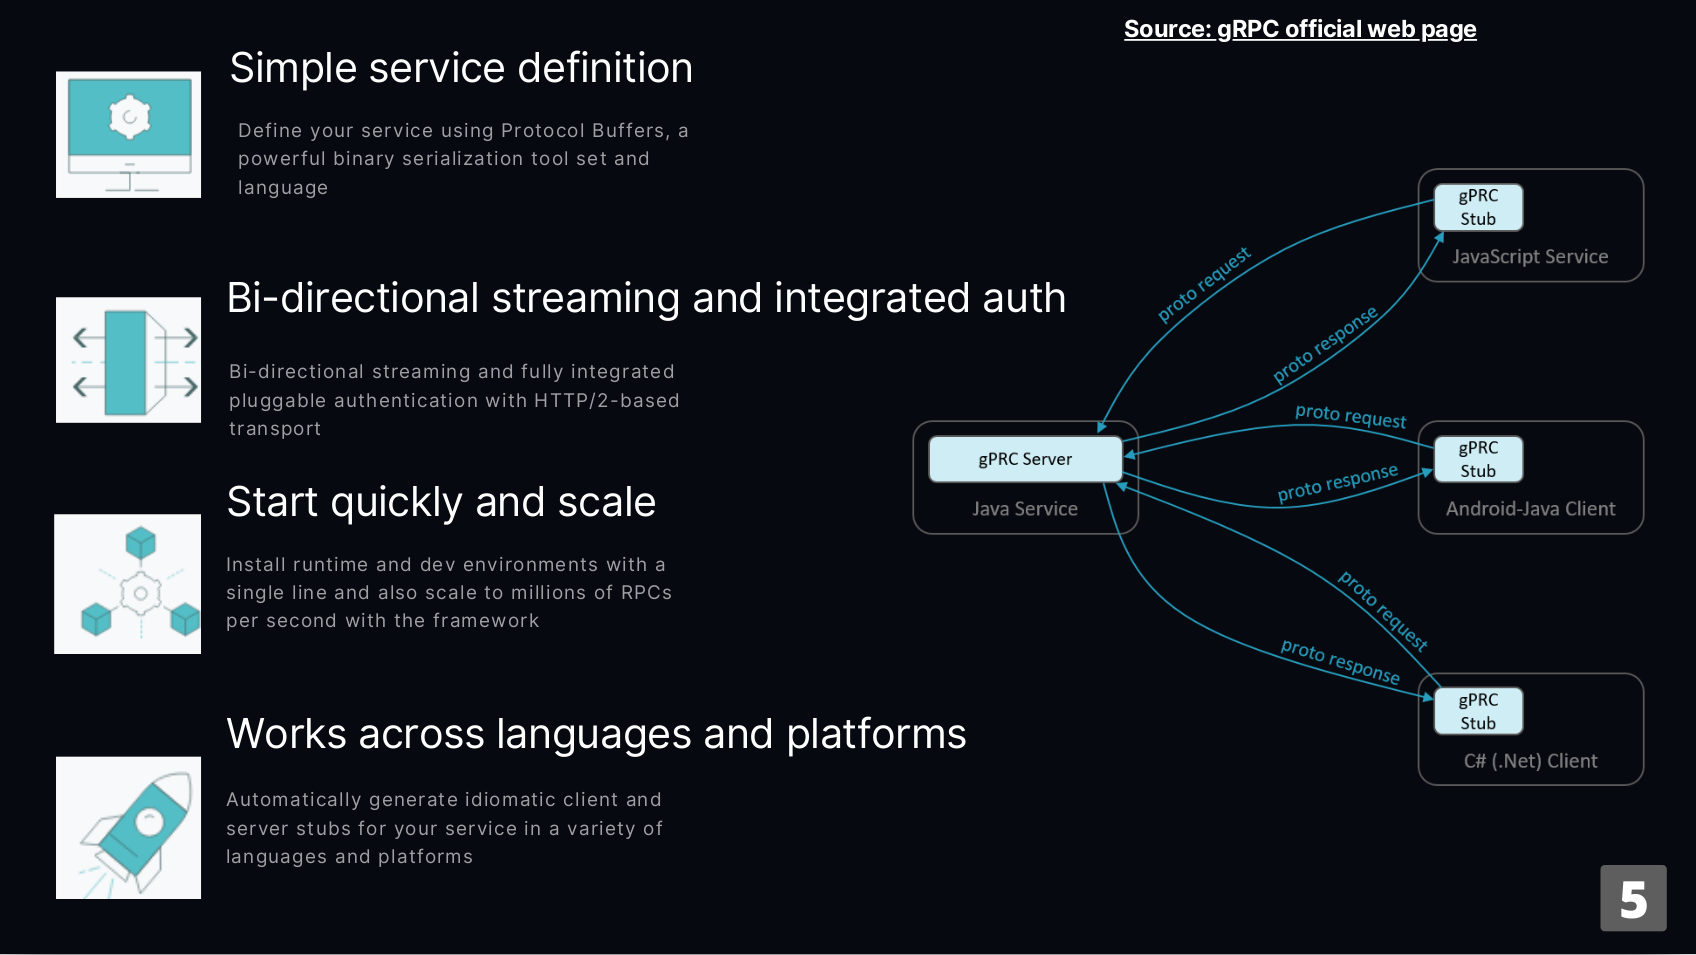 Source: gRPC official web page
Simple service definition
Define your service using Protocol Buffers, a
powerful binary serialization tool set and
language
Bi-directional streaming and integrated auth
Bi-directional streaming and fully integrated
pluggable authentication with HTTP/2-based
transport
Start quickly and scale
Install runtime and dev environments with a
single line and also scale to millions of RPCs
per second with the framework
Works across languages and platforms
Automatically generate idiomatic client and
server stubs for your service in a variety of
languages and platforms
gPRC
Stub
JavaScript Service
proto request
proto response
gPRC Server
Java Service
proto request
proto response
gPRC
Stub
Android-Java Client
proto request
proto response
gPRC
Stub
C# (.Net) Client
5